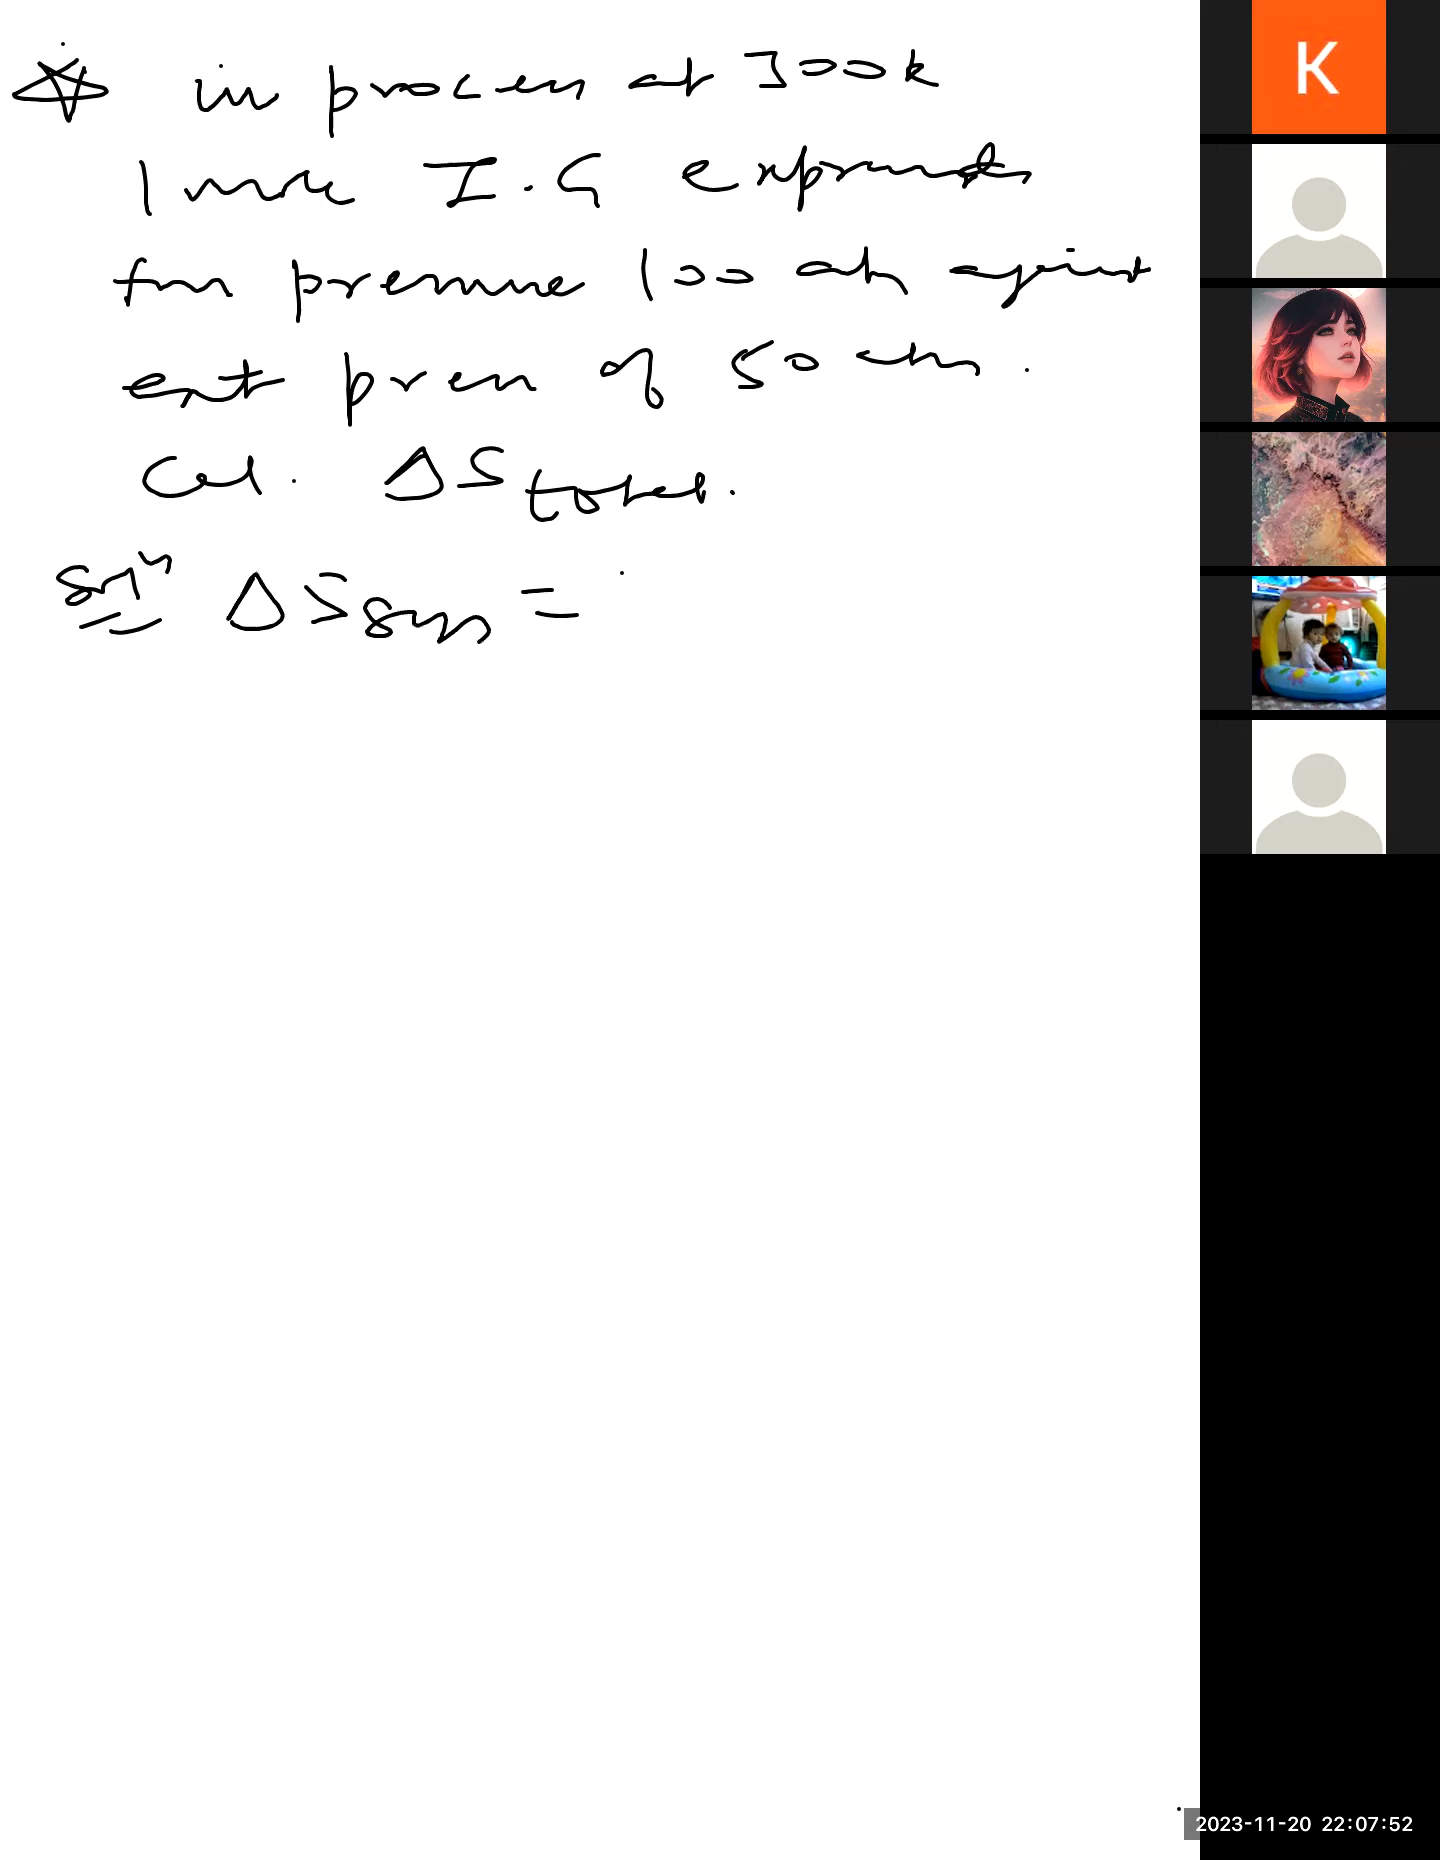 in process at 300k
1 mole I.G expands
from pressure 100 atm against
ext press of 50 atm.
Cal. ΔS total.
Solⁿ ΔSsys =
K
2023-11-20 22:07:52